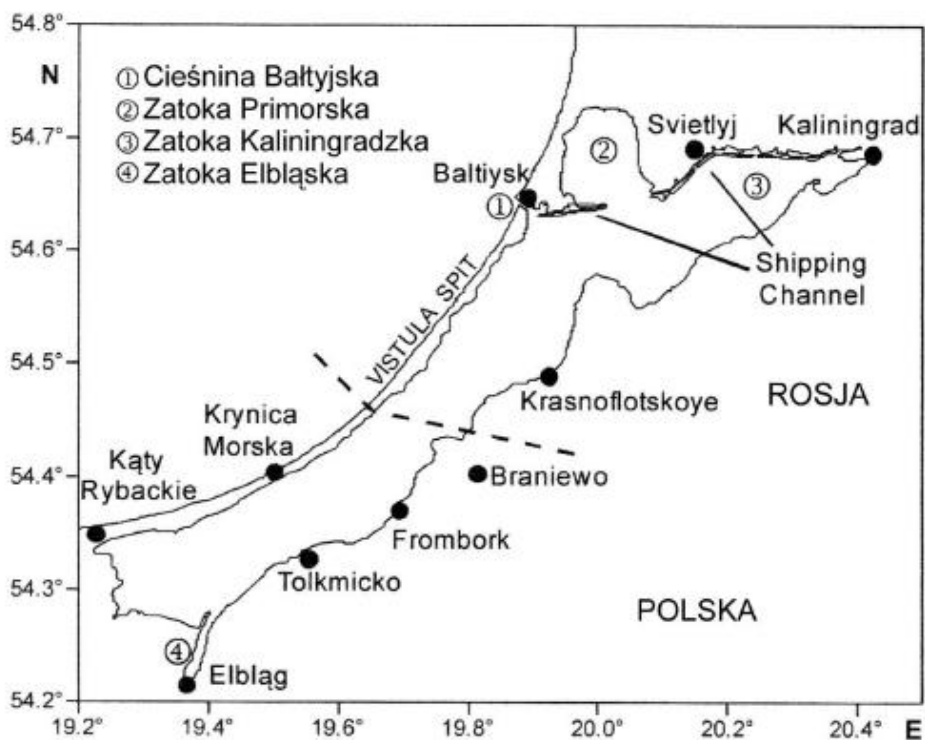 54.8°
N
① Cieśnina Bałtyjska
② Zatoka Primorska
③ Zatoka Kaliningradzka
④ Zatoka Elbląska
54.7°
Svietlyj
Kaliningrad
②
③
Baltiysk
①
54.6°
Shipping
Channel
VISTULA SPIT
54.5°
Krasnoflotskoye
ROSJA
Krynica
Morska
Kąty
Rybackie
54.4°
Braniewo
Frombork
54.3°
Tolkmicko
POLSKA
④
Elbląg
54.2°
19.2°
19.4°
19.6°
19.8°
20.0°
20.2°
20.4°
E